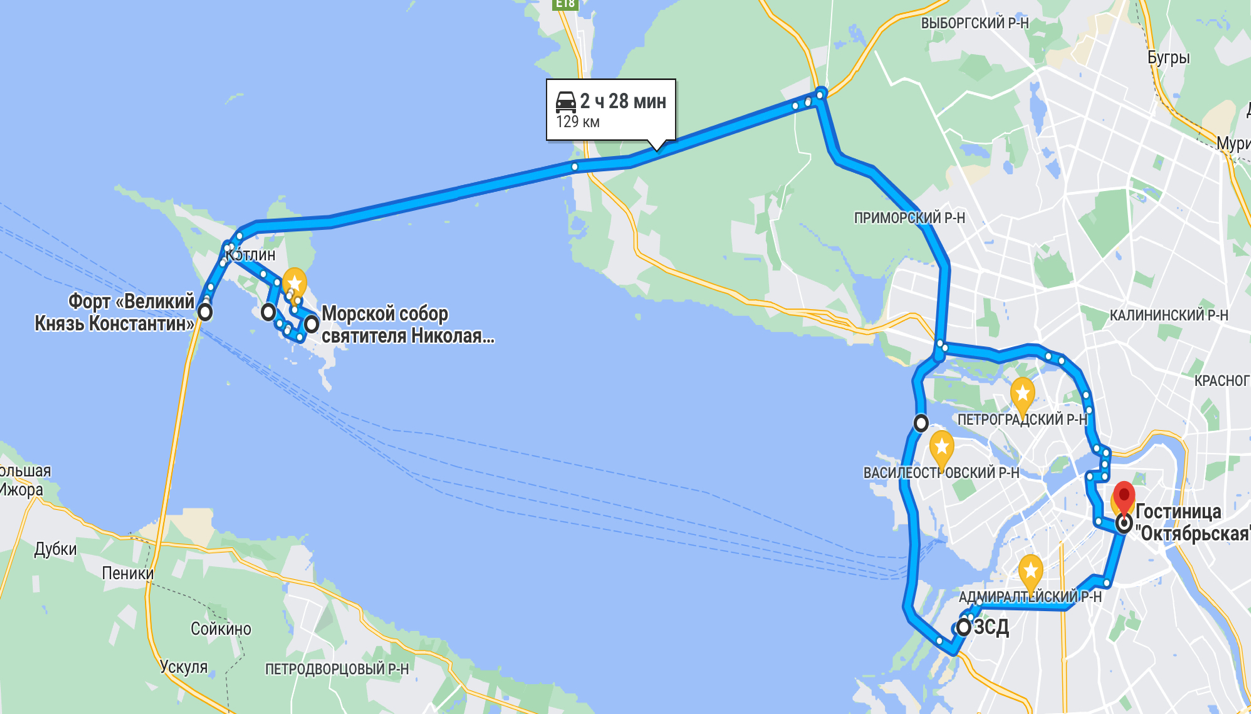 E18
ВЫБОРГСКИЙ Р-Н
Бугры
2 ч 28 мин
129 км
Мури
ПРИМОРСКИЙ Р-Н
Котлин
Форт «Великий
Князь Константин»
Морской собор
святителя Николая...
КАЛИНИНСКИЙ Р-Н
КРАСНОГ
ПЕТРОГРАДСКИЙ Р-Н
ВАСИЛЕОСТРОВСКИЙ Р-Н
ольшая
Ижора
Гостиница
"Октябрьская"
Дубки
Пеники
АДМИРАЛТЕЙСКИЙ Р-Н
Сойкино
ЗСД
Ускуля
ПЕТРОДВОРЦОВЫЙ Р-Н